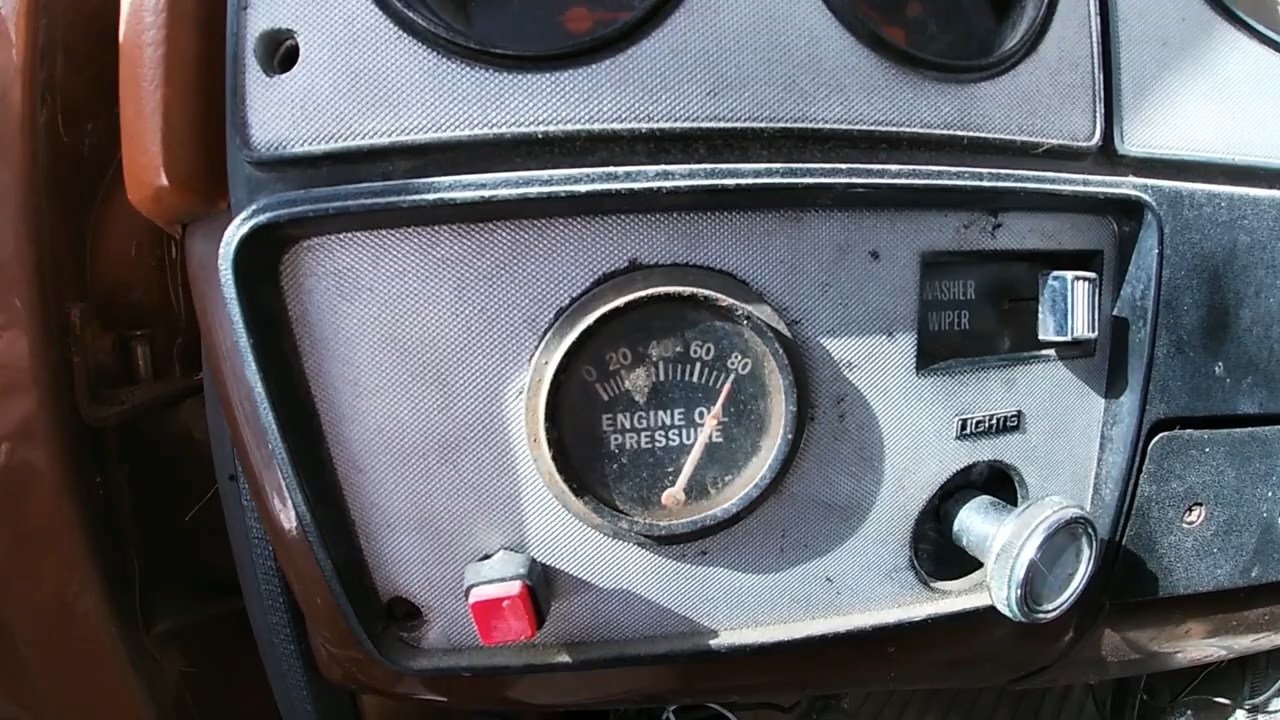 WASHER
WIPER
0 20 40 60 80
ENGINE OIL
PRESSURE
LIGHTS